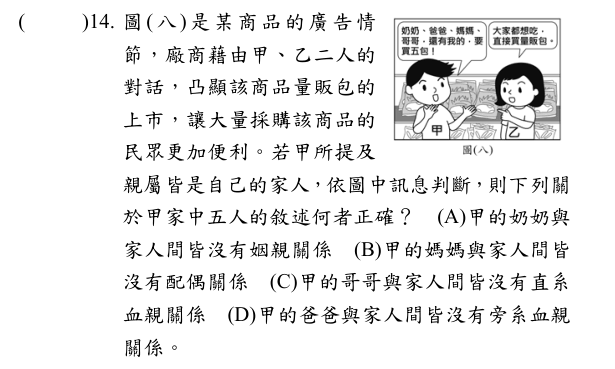 (　　)14. 圖(八)是某商品的廣告情
節，廠商藉由甲、乙二人的
對話，凸顯該商品量販包的
上市，讓大量採購該商品的
民眾更加便利。若甲所提及
親屬皆是自己的家人，依圖中訊息判斷，則下列關
於甲家中五人的敘述何者正確？　(A)甲的奶奶與
家人間皆沒有姻親關係　(B)甲的媽媽與家人間皆
沒有配偶關係　(C)甲的哥哥與家人間皆沒有直系
血親關係　(D)甲的爸爸與家人間皆沒有旁系血親
關係。
奶奶、爸爸、媽媽、
哥哥，還有我的，要
買五包！
大家都想吃，
直接買量販包。
甲
乙
圖(八)